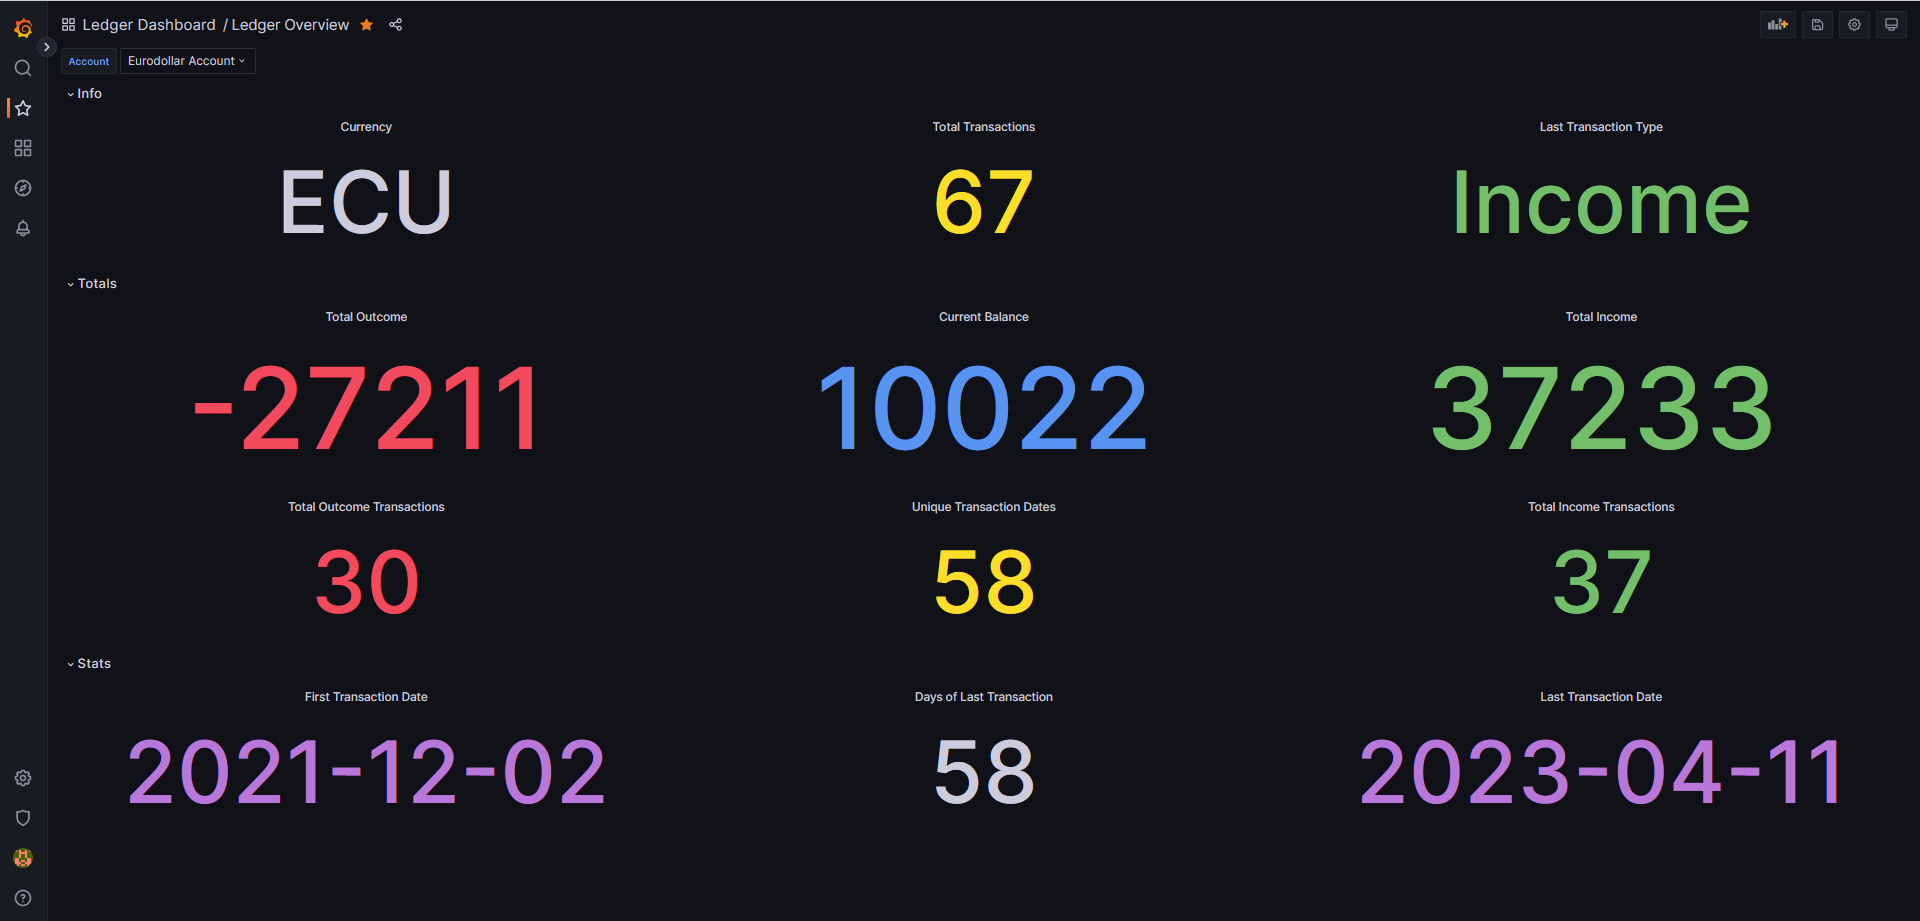 Ledger Dashboard / Ledger Overview
Account Eurodollar Account
Info
Currency Total Transactions Last Transaction Type
ECU 67 Income
Totals
Total Outcome Current Balance Total Income
-27211 10022 37233
Total Outcome Transactions Unique Transaction Dates Total Income Transactions
30 58 37
Stats
First Transaction Date Days of Last Transaction Last Transaction Date
2021-12-02 58 2023-04-11